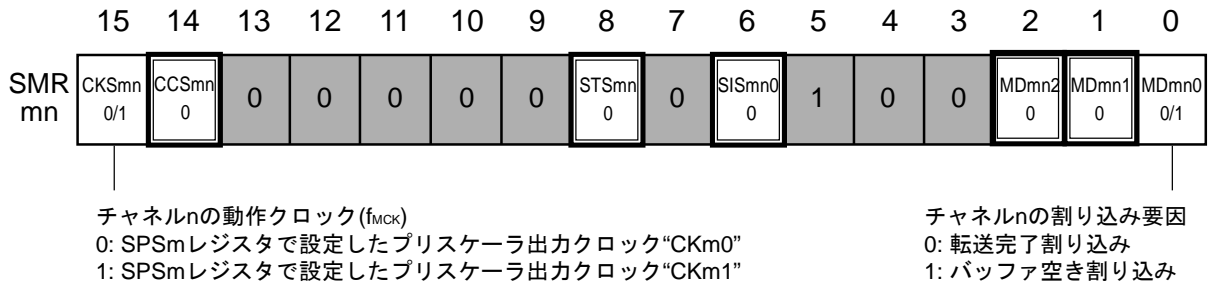 15 14 13 12 11 10 9 8 7 6 5 4 3 2 1 0
SMR
mn
CKSmn CCSmn 0 0 0 0 0 STSmn 0 SISmn0 1 0 0 MDmn2 MDmn1 MDmn0
0/1 0 0 0 0 0 0/1
チャネルnの動作クロック(fMCK)
0: SPSmレジスタで設定したプリスケーラ出力クロック“CKm0”
1: SPSmレジスタで設定したプリスケーラ出力クロック“CKm1”
チャネルnの割り込み要因
0: 転送完了割り込み
1: バッファ空き割り込み